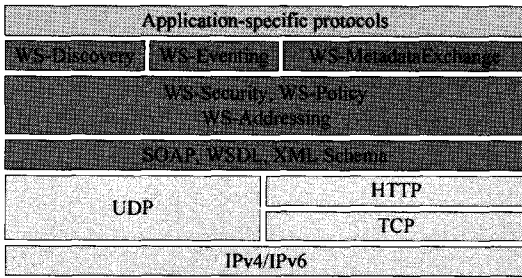 Application-specific protocols
WS-Discovery WS-Eventing WS-MetadataExchange
WS-Security, WS-Policy
WS-Addressing
SOAP, WSDL, XML Schema
UDP
HTTP
TCP
IPv4/IPv6